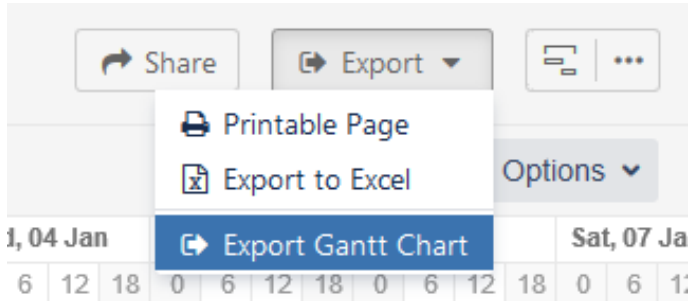 Share Export
Printable Page
Export to Excel
Options
Export Gantt Chart
04 Jan Sat, 07 Ja
6 12 18 0 6 12 18 0 6 12 18 0 6 12